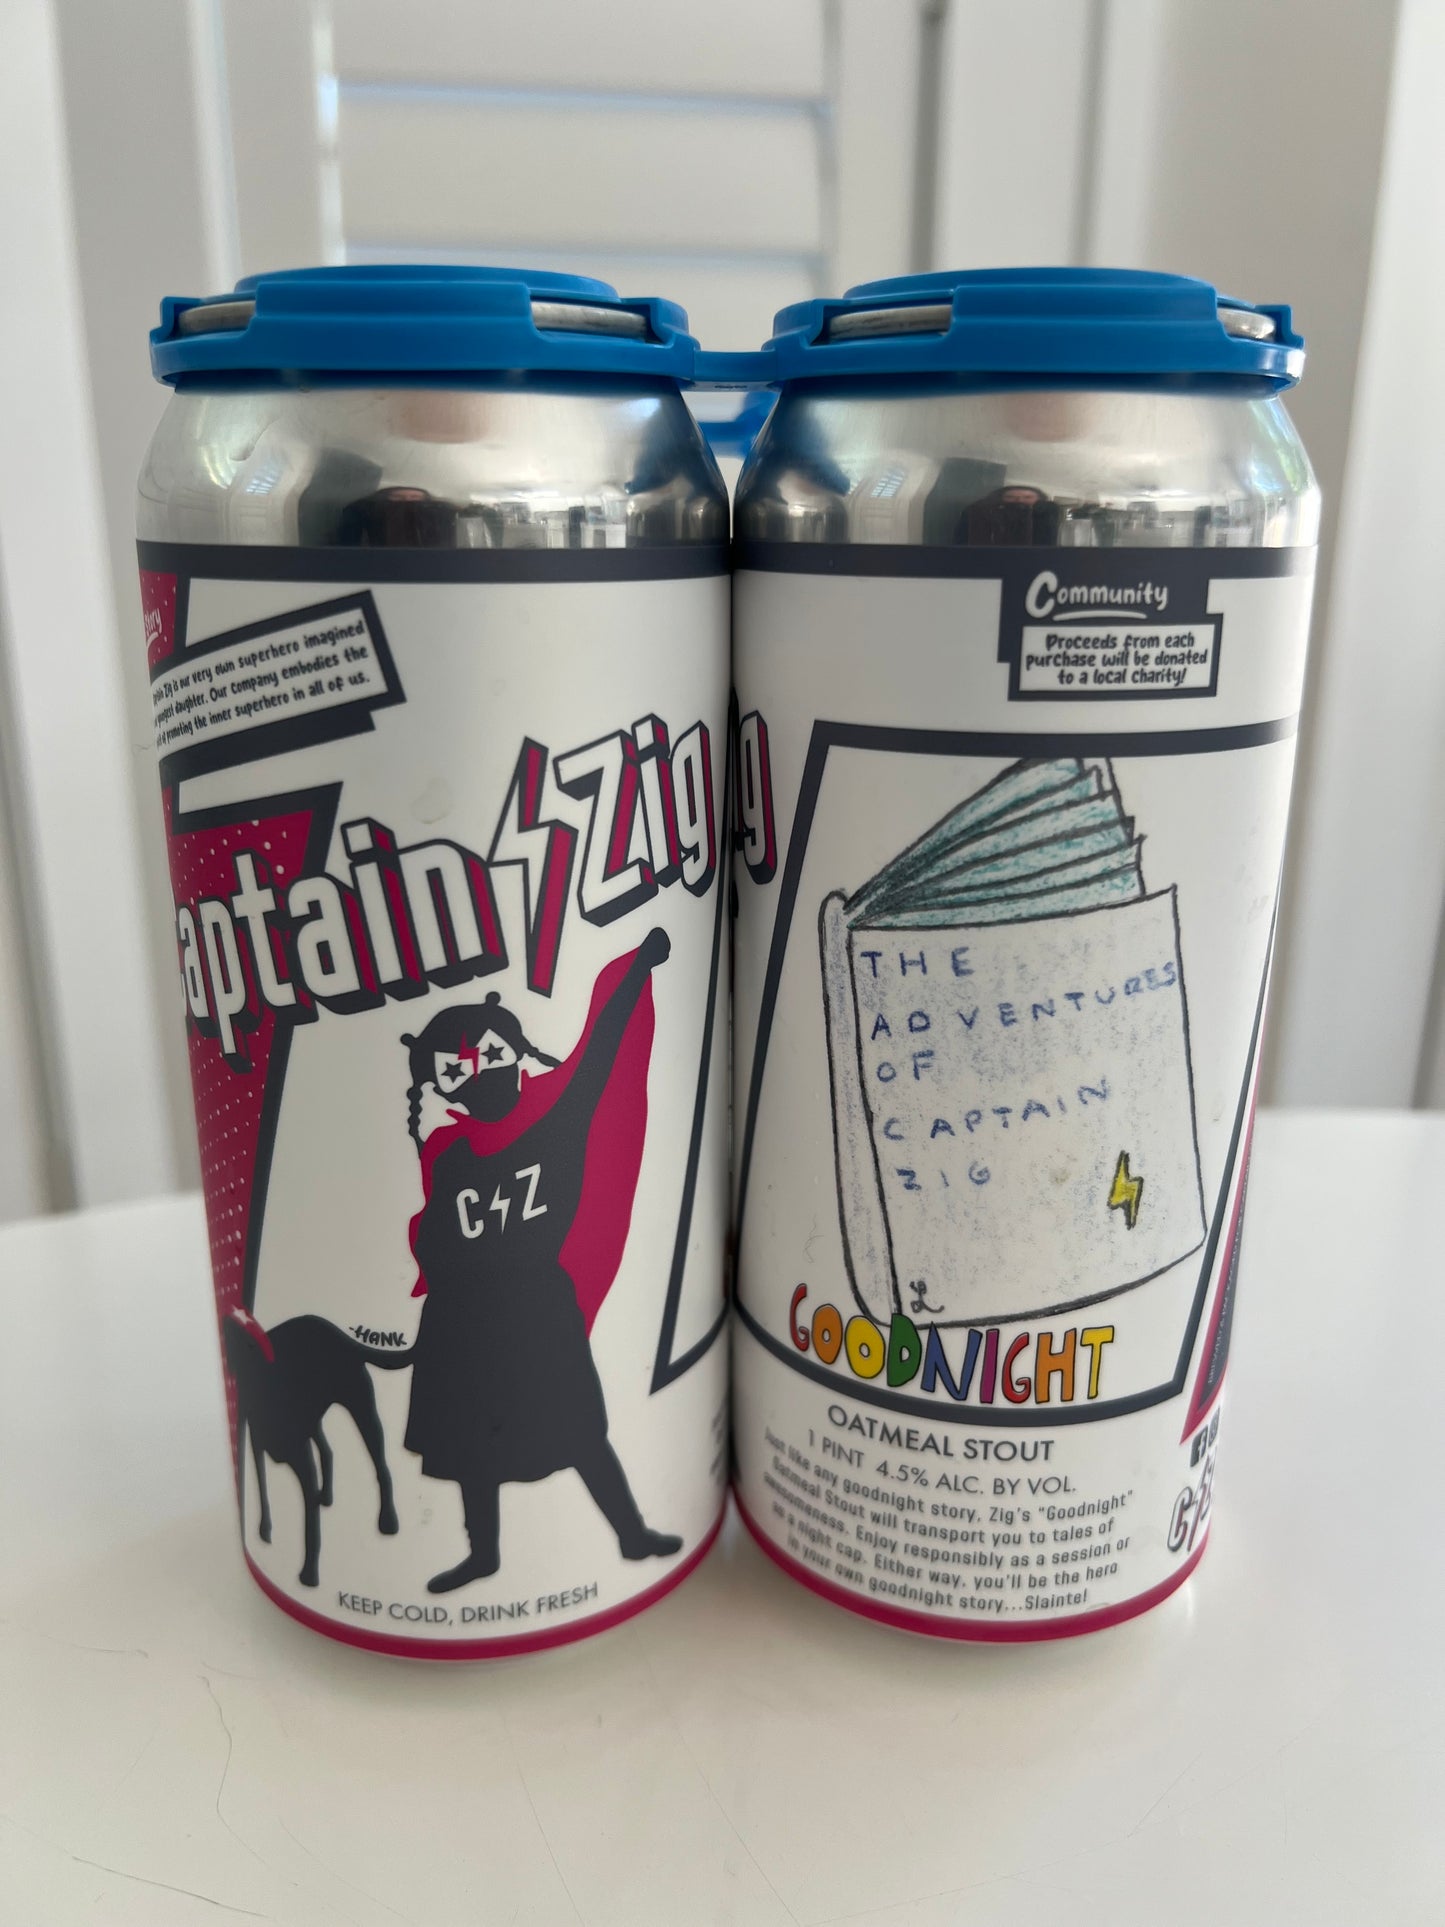 Story
Zig is our very own superhero imagined
youngest daughter. Our Company embodies the
of promoting the inner superhero in all of us.
Captain Zig
C Z
-HANK
KEEP COLD, DRINK FRESH
Community
Proceeds from each
purchase will be donated
to a local charity!
THE
ADVENTURES
OF
CAPTAIN
ZIG
L
GOODNIGHT
OATMEAL STOUT
1 PINT 4.5% ALC. BY VOL.
Just like any goodnight story, Zig's "Goodnight"
Oatmeal Stout will transport you to tales of
awesomeness. Enjoy responsibly as a session or
as a night cap. Either way, you'll be the hero
in your own goodnight story...Slainte!